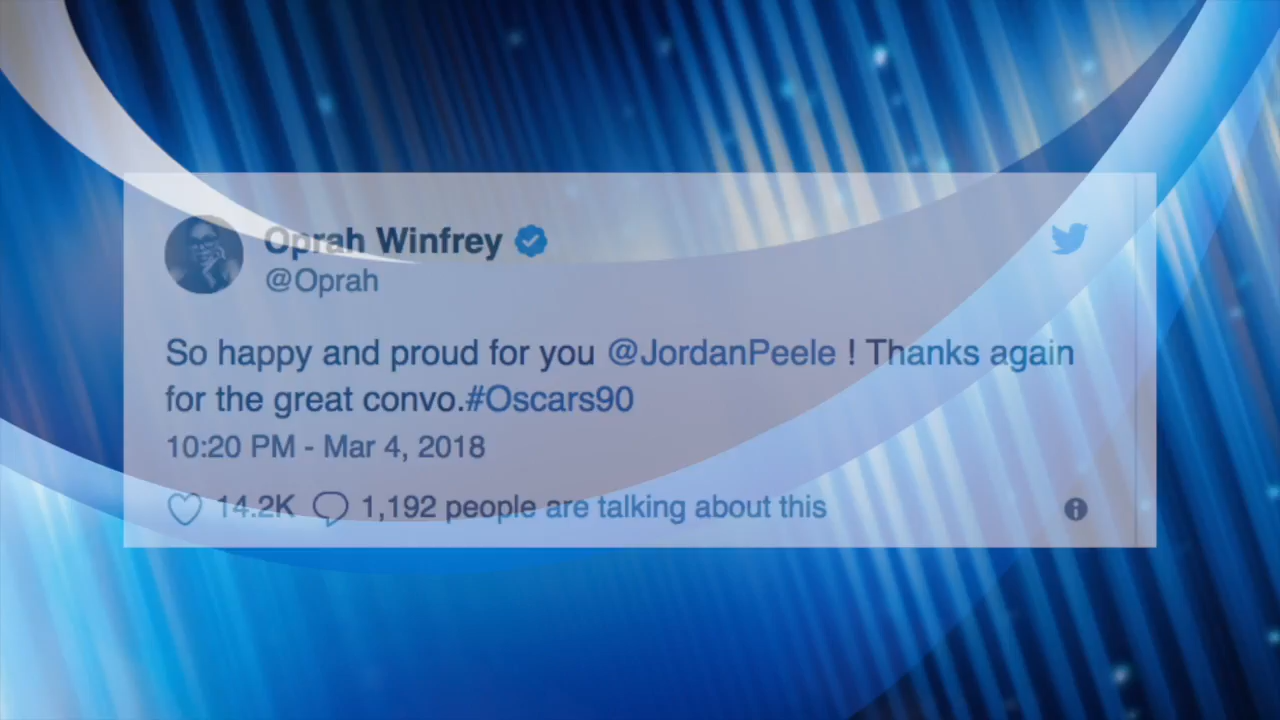 Oprah Winfrey
@Oprah
So happy and proud for you @JordanPeele ! Thanks again
for the great convo.#Oscars90
10:20 PM - Mar 4, 2018
14.2K 1,192 people are talking about this